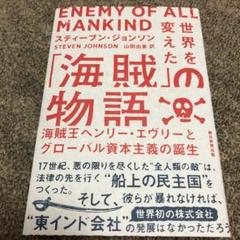 ENEMY OF ALL
MANKIND
スティーブン・ジョンソン
STEVEN JOHNSON 山岡由美 訳
世界を
変えた
「海賊」の
物語
海賊王ヘンリー・エヴリーと
グローバル資本主義の誕生
17世紀、悪の限りを尽くした“全人類の敵”は、
法律の先を行く“船上の民主国”を
つくった。
そして、彼らが暴れなければ、
世界初の株式会社
“東インド会社”の発展はなかっただろう